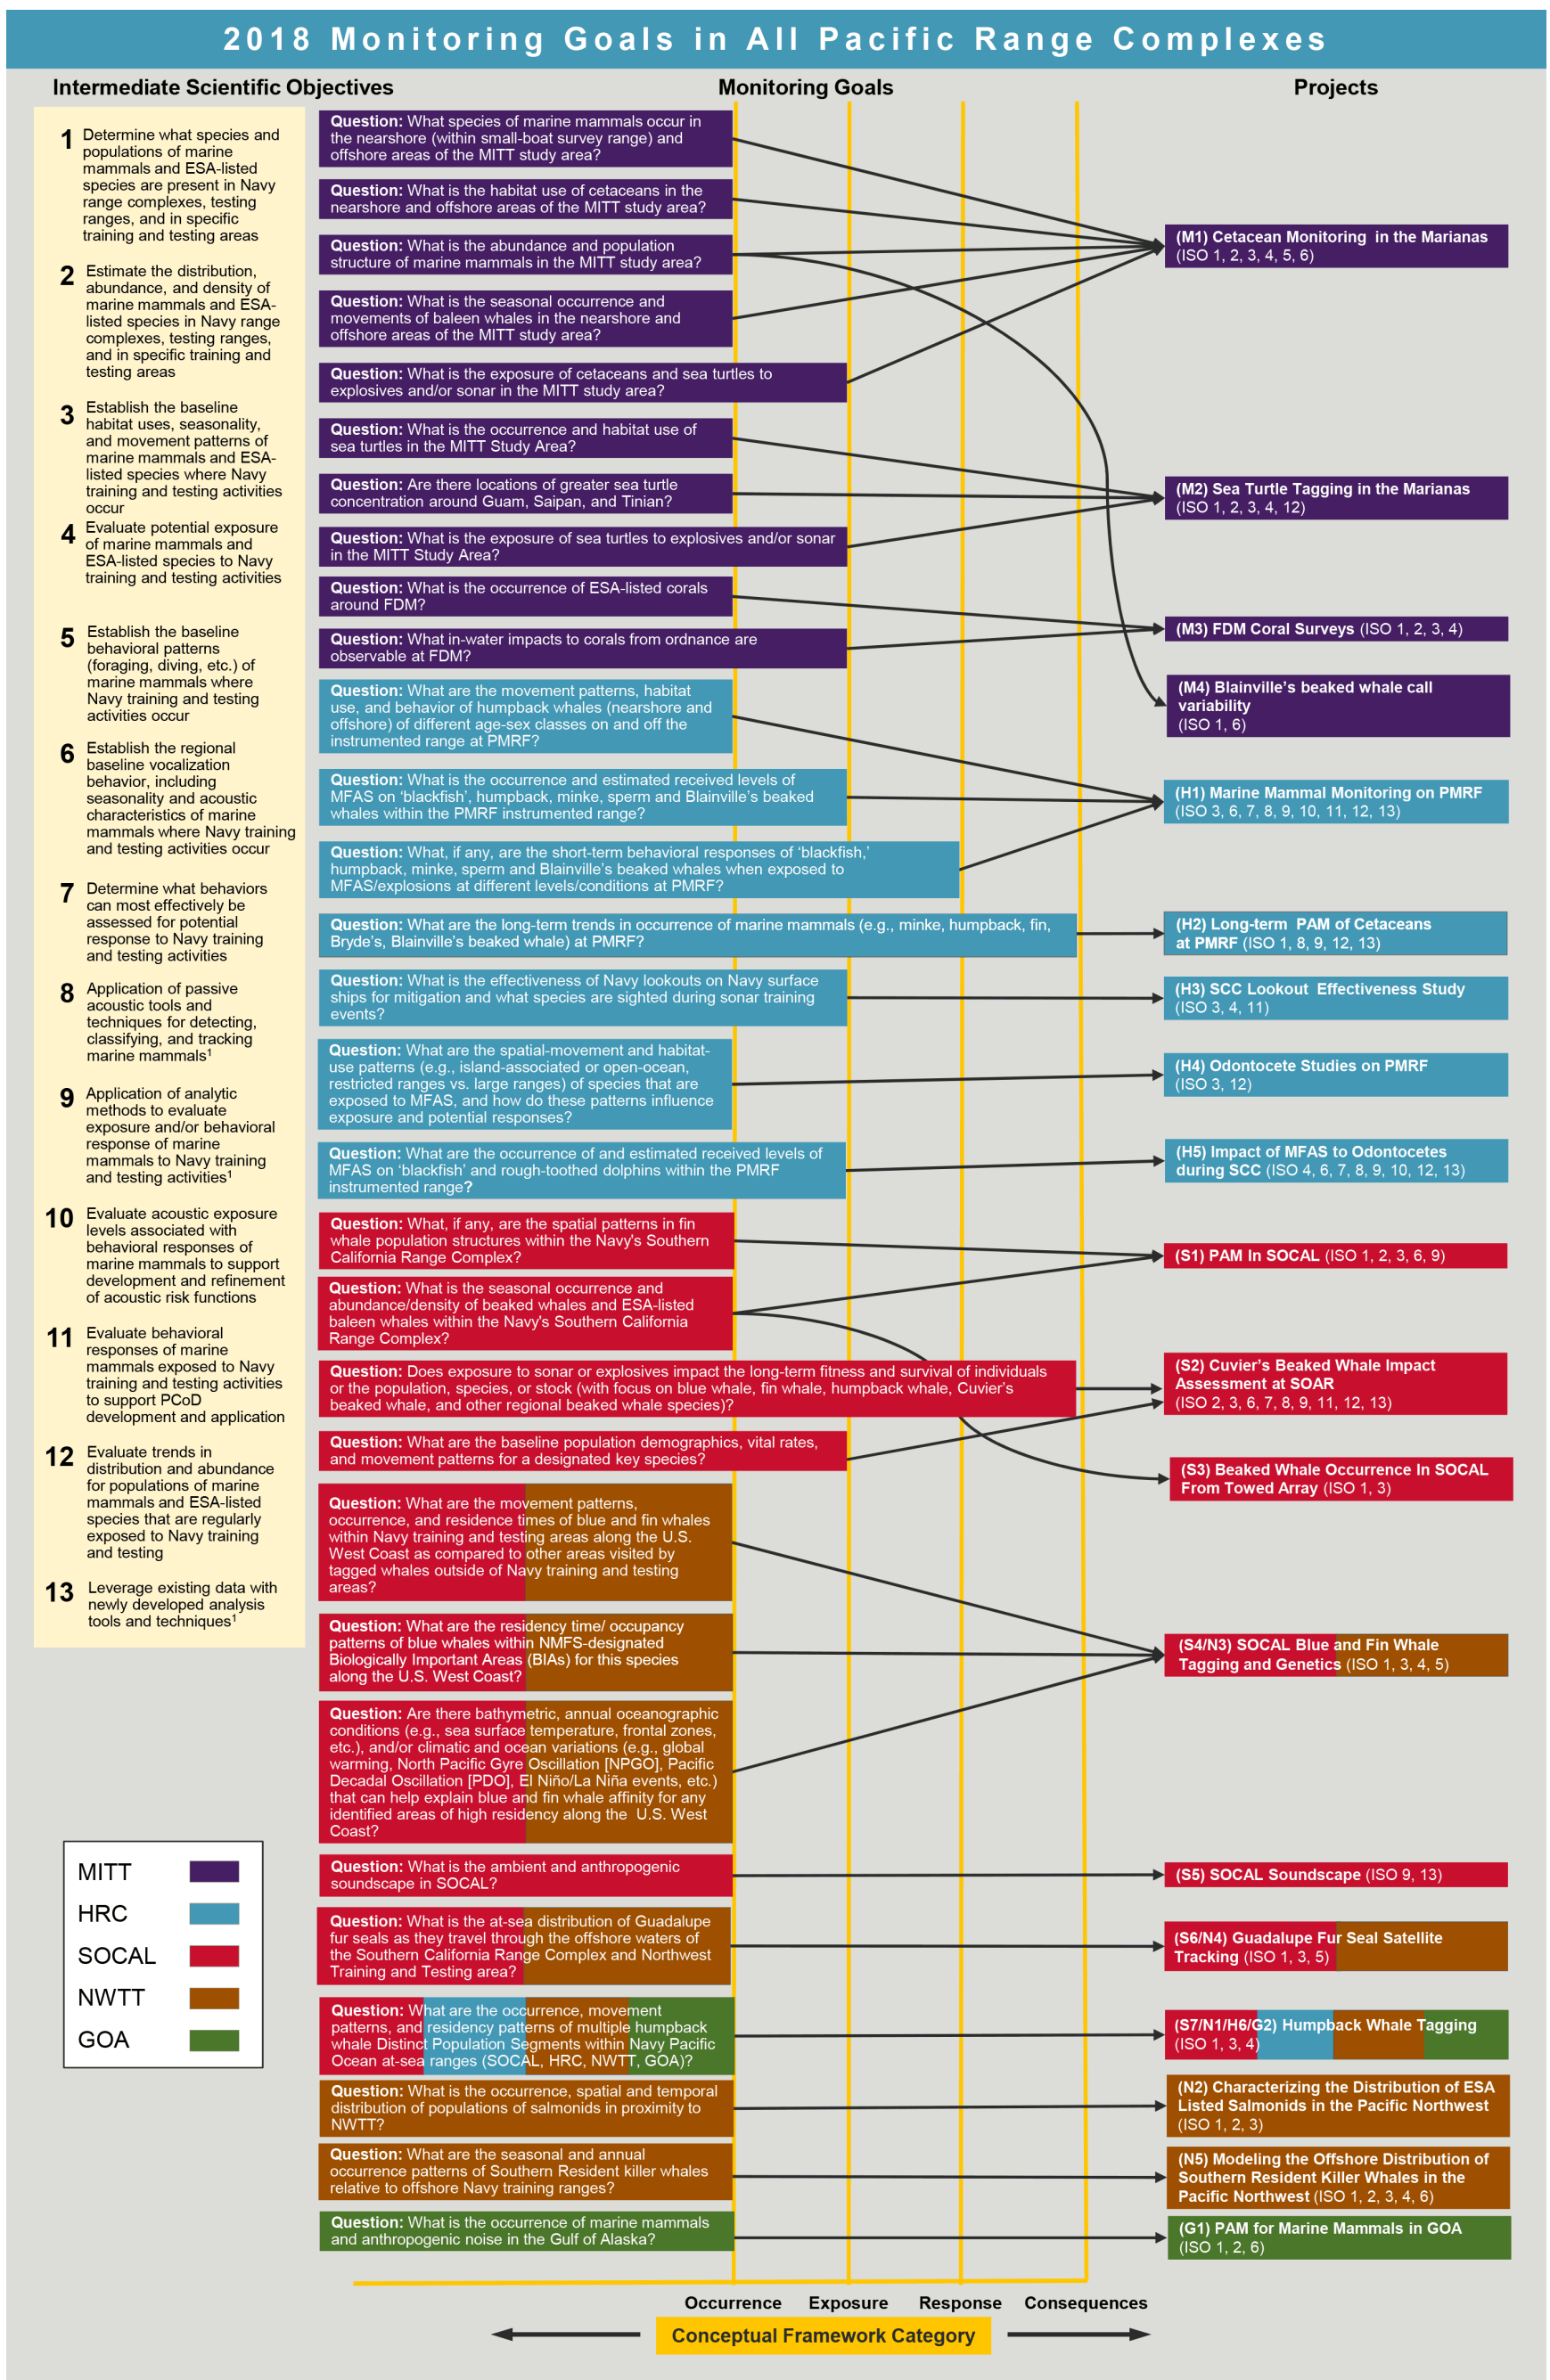 2018 Monitoring Goals in All Pacific Range Complexes
Intermediate Scientific Objectives
1 Determine what species and
populations of marine
mammals and ESA-listed
species are present in Navy
range complexes, testing
ranges, and in specific
training and testing areas
2 Estimate the distribution,
abundance, and density of
marine mammals and ESA-
listed species in Navy range
complexes, testing ranges,
and in specific training and
testing areas
3 Establish the baseline
habitat uses, seasonality,
and movement patterns of
marine mammals and ESA-
listed species where Navy
training and testing activities
occur
4 Evaluate potential exposure
of marine mammals and
ESA-listed species to Navy
training and testing activities
5 Establish the baseline
behavioral patterns
(foraging, diving, etc.) of
marine mammals where
Navy training and testing
activities occur
6 Establish the regional
baseline vocalization
behavior, including
seasonality and acoustic
characteristics of marine
mammals where Navy training
and testing activities occur
7 Determine what behaviors
can most effectively be
assessed for potential
response to Navy training
and testing activities
8 Application of passive
acoustic tools and
techniques for detecting,
classifying, and tracking
marine mammals¹
9 Application of analytic
methods to evaluate
exposure and/or behavioral
response of marine
mammals to Navy training
and testing activities¹
10 Evaluate acoustic exposure
levels associated with
behavioral responses of
marine mammals to support
development and refinement
of acoustic risk functions
11 Evaluate behavioral
responses of marine
mammals exposed to Navy
training and testing activities
to support PCoD
development and application
12 Evaluate trends in
distribution and abundance
for populations of marine
mammals and ESA-listed
species that are regularly
exposed to Navy training
and testing
13 Leverage existing data with
newly developed analysis
tools and techniques¹
MITT
HRC
SOCAL
NWTT
GOA
Monitoring Goals
Question: What species of marine mammals occur in
the nearshore (within small-boat survey range) and
offshore areas of the MITT study area?
Question: What is the habitat use of cetaceans in the
nearshore and offshore areas of the MITT study area?
Question: What is the abundance and population
structure of marine mammals in the MITT study area?
Question: What is the seasonal occurrence and
movements of baleen whales in the nearshore and
offshore areas of the MITT study area?
Question: What is the exposure of cetaceans and sea turtles to
explosives and/or sonar in the MITT study area?
Question: What is the occurrence and habitat use of
sea turtles in the MITT Study Area?
Question: Are there locations of greater sea turtle
concentration around Guam, Saipan, and Tinian?
Question: What is the exposure of sea turtles to explosives and/or sonar
in the MITT Study Area?
Question: What is the occurrence of ESA-listed corals
around FDM?
Question: What in-water impacts to corals from ordnance are
observable at FDM?
Question: What are the movement patterns, habitat
use, and behavior of humpback whales (nearshore and
offshore) of different age-sex classes on and off the
instrumented range at PMRF?
Question: What is the occurrence and estimated received levels of
MFAS on ‘blackfish’, humpback, minke, sperm and Blainville’s beaked
whales within the PMRF instrumented range?
Question: What, if any, are the short-term behavioral responses of ‘blackfish,’
humpback, minke, sperm and Blainville’s beaked whales when exposed to
MFAS/explosions at different levels/conditions at PMRF?
Question: What are the long-term trends in occurrence of marine mammals (e.g., minke, humpback, fin,
Bryde’s, Blainville’s beaked whale) at PMRF?
Question: What is the effectiveness of Navy lookouts on Navy surface
ships for mitigation and what species are sighted during sonar training
events?
Question: What are the spatial-movement and habitat-
use patterns (e.g., island-associated or open-ocean,
restricted ranges vs. large ranges) of species that are
exposed to MFAS, and how do these patterns influence
exposure and potential responses?
Question: What are the occurrence of and estimated received levels of
MFAS on ‘blackfish’ and rough-toothed dolphins within the PMRF
instrumented range?
Question: What, if any, are the spatial patterns in fin
whale population structures within the Navy's Southern
California Range Complex?
Question: What is the seasonal occurrence and
abundance/density of beaked whales and ESA-listed
baleen whales within the Navy's Southern California
Range Complex?
Question: Does exposure to sonar or explosives impact the long-term fitness and survival of individuals
or the population, species, or stock (with focus on blue whale, fin whale, humpback whale, Cuvier’s
beaked whale, and other regional beaked whale species)?
Question: What are the baseline population demographics, vital rates,
and movement patterns for a designated key species?
Question: What are the movement patterns,
occurrence, and residence times of blue and fin whales
within Navy training and testing areas along the U.S.
West Coast as compared to other areas visited by
tagged whales outside of Navy training and testing
areas?
Question: What are the residency time/ occupancy
patterns of blue whales within NMFS-designated
Biologically Important Areas (BIAs) for this species
along the U.S. West Coast?
Question: Are there bathymetric, annual oceanographic
conditions (e.g., sea surface temperature, frontal zones,
etc.), and/or climatic and ocean variations (e.g., global
warming, North Pacific Gyre Oscillation [NPGO], Pacific
Decadal Oscillation [PDO], El Niño/La Niña events, etc.)
that can help explain blue and fin whale affinity for any
identified areas of high residency along the U.S. West
Coast?
Question: What is the ambient and anthropogenic
soundscape in SOCAL?
Question: What is the at-sea distribution of Guadalupe
fur seals as they travel through the offshore waters of
the Southern California Range Complex and Northwest
Training and Testing area?
Question: What are the occurrence, movement
patterns, and residency patterns of multiple humpback
whale Distinct Population Segments within Navy Pacific
Ocean at-sea ranges (SOCAL, HRC, NWTT, GOA)?
Question: What is the occurrence, spatial and temporal
distribution of populations of salmonids in proximity to
NWTT?
Question: What are the seasonal and annual
occurrence patterns of Southern Resident killer whales
relative to offshore Navy training ranges?
Question: What is the occurrence of marine mammals
and anthropogenic noise in the Gulf of Alaska?
Projects
(M1) Cetacean Monitoring in the Marianas
(ISO 1, 2, 3, 4, 5, 6)
(M2) Sea Turtle Tagging in the Marianas
(ISO 1, 2, 3, 4, 12)
(M3) FDM Coral Surveys (ISO 1, 2, 3, 4)
(M4) Blainville’s beaked whale call
variability
(ISO 1, 6)
(H1) Marine Mammal Monitoring on PMRF
(ISO 3, 6, 7, 8, 9, 10, 11, 12, 13)
(H2) Long-term PAM of Cetaceans
at PMRF (ISO 1, 8, 9, 12, 13)
(H3) SCC Lookout Effectiveness Study
(ISO 3, 4, 11)
(H4) Odontocete Studies on PMRF
(ISO 3, 12)
(H5) Impact of MFAS to Odontocetes
during SCC (ISO 4, 6, 7, 8, 9, 10, 12, 13)
(S1) PAM In SOCAL (ISO 1, 2, 3, 6, 9)
(S2) Cuvier’s Beaked Whale Impact
Assessment at SOAR
(ISO 2, 3, 6, 7, 8, 9, 11, 12, 13)
(S3) Beaked Whale Occurrence In SOCAL
From Towed Array (ISO 1, 3)
(S4/N3) SOCAL Blue and Fin Whale
Tagging and Genetics (ISO 1, 3, 4, 5)
(S5) SOCAL Soundscape (ISO 9, 13)
(S6/N4) Guadalupe Fur Seal Satellite
Tracking (ISO 1, 3, 5)
(S7/N1/H6/G2) Humpback Whale Tagging
(ISO 1, 3, 4)
(N2) Characterizing the Distribution of ESA
Listed Salmonids in the Pacific Northwest
(ISO 1, 2, 3)
(N5) Modeling the Offshore Distribution of
Southern Resident Killer Whales in the
Pacific Northwest (ISO 1, 2, 3, 4, 6)
(G1) PAM for Marine Mammals in GOA
(ISO 1, 2, 6)
Occurrence Exposure Response Consequences
Conceptual Framework Category